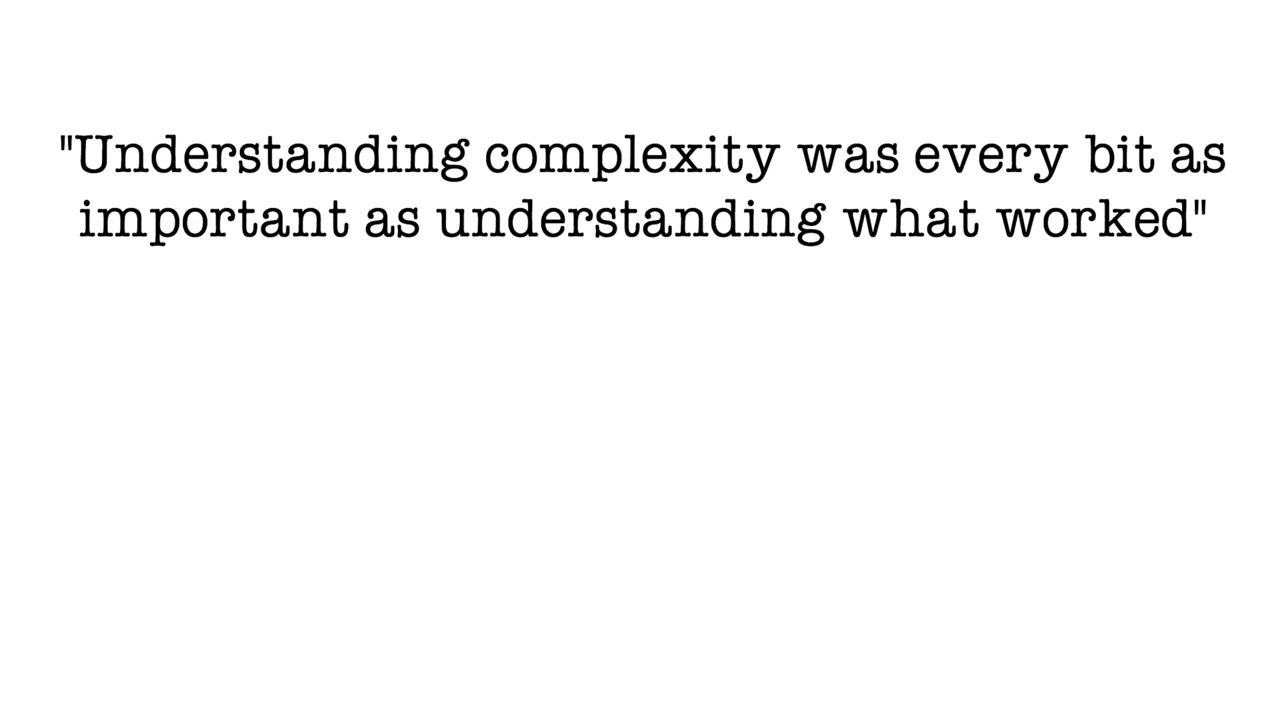 "Understanding complexity was every bit as
important as understanding what worked"